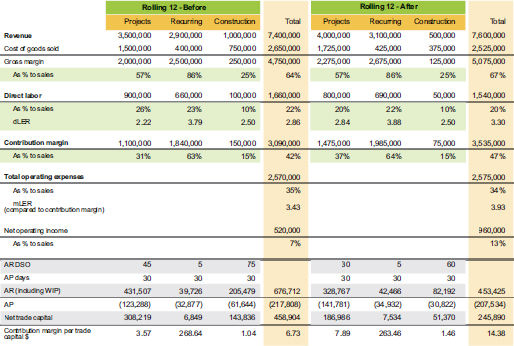 Rolling 12 - Before Rolling 12 - After
Projects Recurring Construction Total Projects Recurring Construction Total
Revenue 3,500,000 2,900,000 1,000,000 7,400,000 4,000,000 3,100,000 500,000 7,600,000
Cost of goods sold 1,500,000 400,000 750,000 2,650,000 1,725,000 425,000 375,000 2,525,000
Gross margin 2,000,000 2,500,000 250,000 4,750,000 2,275,000 2,675,000 125,000 5,075,000
As % to sales 57% 86% 25% 64% 57% 86% 25% 67%
Direct labor 900,000 660,000 100,000 1,660,000 800,000 690,000 50,000 1,540,000
As % to sales 26% 23% 10% 22% 20% 22% 10% 20%
dLER 2.22 3.79 2.50 2.86 2.84 3.88 2.50 3.30
Contribution margin 1,100,000 1,840,000 150,000 3,090,000 1,475,000 1,985,000 75,000 3,535,000
As % to sales 31% 63% 15% 42% 37% 64% 15% 47%
Total operating expenses 2,570,000 2,575,000
As % to sales 35% 34%
mLER
(compared to contribution margin) 3.43 3.93
Net operating income 520,000 960,000
As % to sales 7% 13%
AR DSO 45 5 75 30 5 60
AP days 30 30 30 30 30 30
AR (including WIP) 431,507 39,726 205,479 676,712 328,767 42,466 82,192 453,425
AP (123,288) (32,877) (61,644) (217,808) (141,781) (34,932) (30,822) (207,534)
Net trade capital 308,219 6,849 143,836 458,904 186,986 7,534 51,370 245,890
Contribution margin per trade
capital $ 3.57 268.64 1.04 6.73 7.89 263.46 1.46 14.38